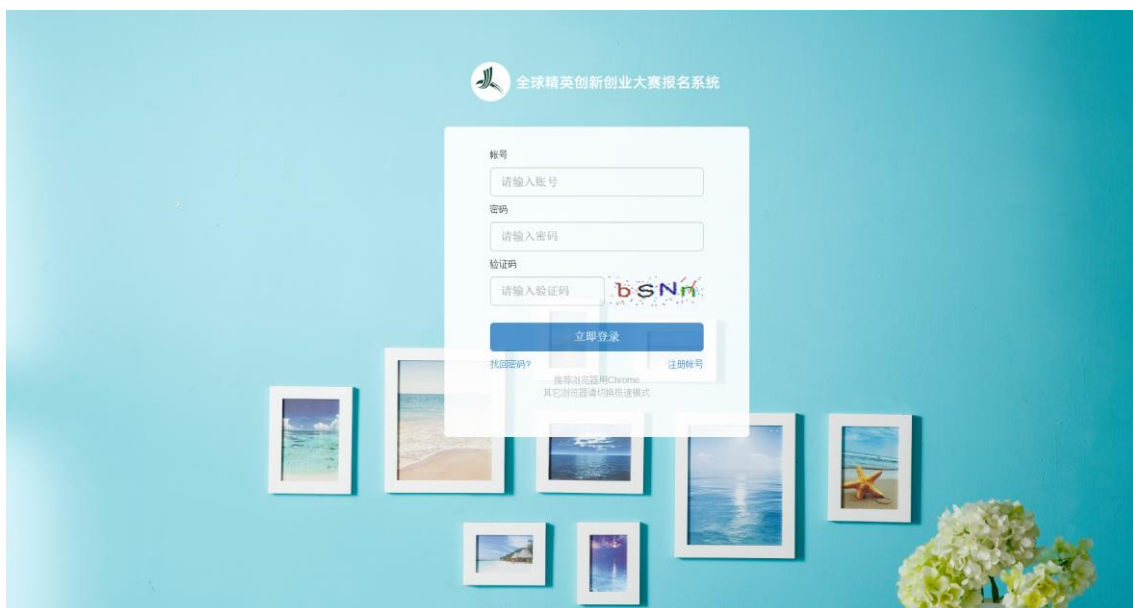 全球精英创新创业大赛报名系统
帐号
请输入账号
密码
请输入密码
验证码
请输入验证码 bSNn
立即登录
找回密码? 注册帐号
推荐浏览器用Chrome
其它浏览器请切换极速模式